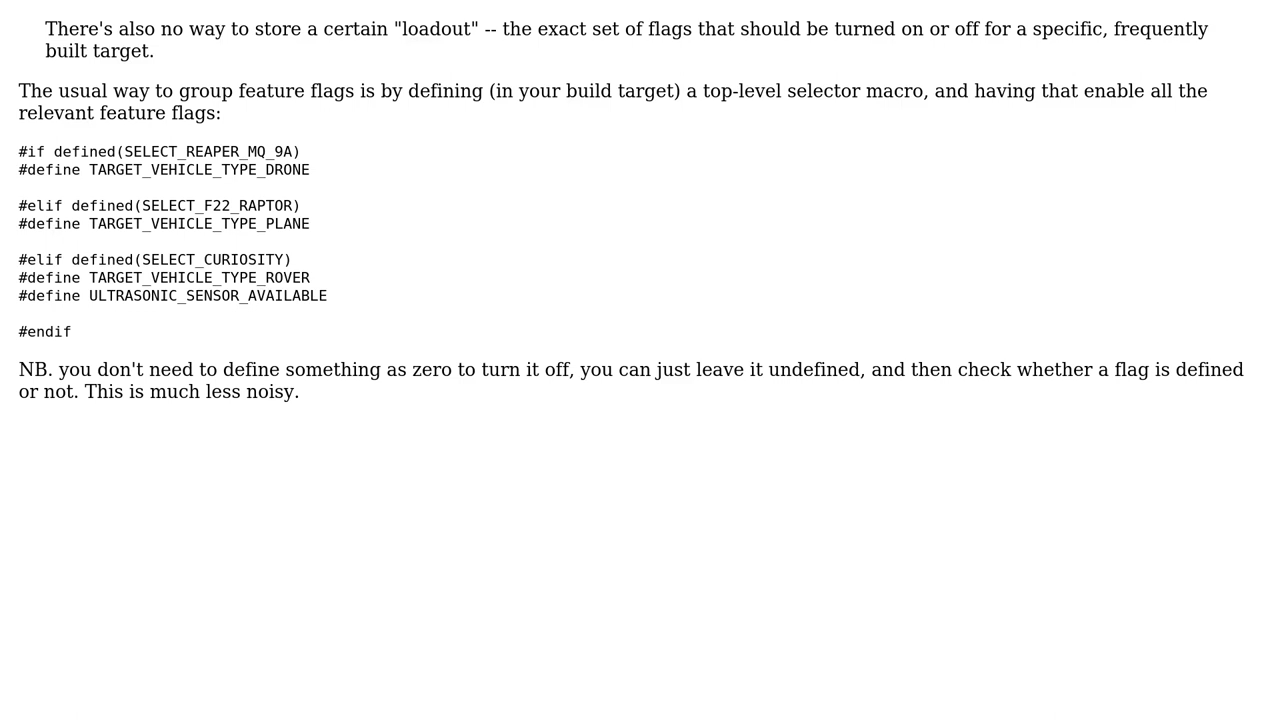 There's also no way to store a certain "loadout" -- the exact set of flags that should be turned on or off for a specific, frequently
built target.
The usual way to group feature flags is by defining (in your build target) a top-level selector macro, and having that enable all the
relevant feature flags:
#if defined(SELECT_REAPER_MQ_9A)
#define TARGET_VEHICLE_TYPE_DRONE
#elif defined(SELECT_F22_RAPTOR)
#define TARGET_VEHICLE_TYPE_PLANE
#elif defined(SELECT_CURIOSITY)
#define TARGET_VEHICLE_TYPE_ROVER
#define ULTRASONIC_SENSOR_AVAILABLE
#endif
NB. you don't need to define something as zero to turn it off, you can just leave it undefined, and then check whether a flag is defined
or not. This is much less noisy.